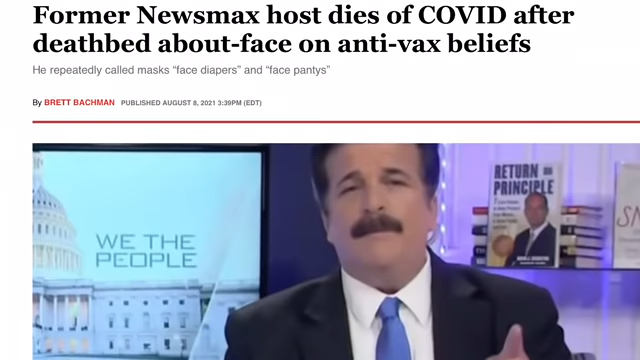 Former Newsmax host dies of COVID after
deathbed about-face on anti-vax beliefs
He repeatedly called masks “face diapers” and “face pantys”
By BRETT BACHMAN PUBLISHED AUGUST 8, 2021 3:39PM (EDT)
WE THE
PEOPLE
RETURN ON
PRINCIPLE